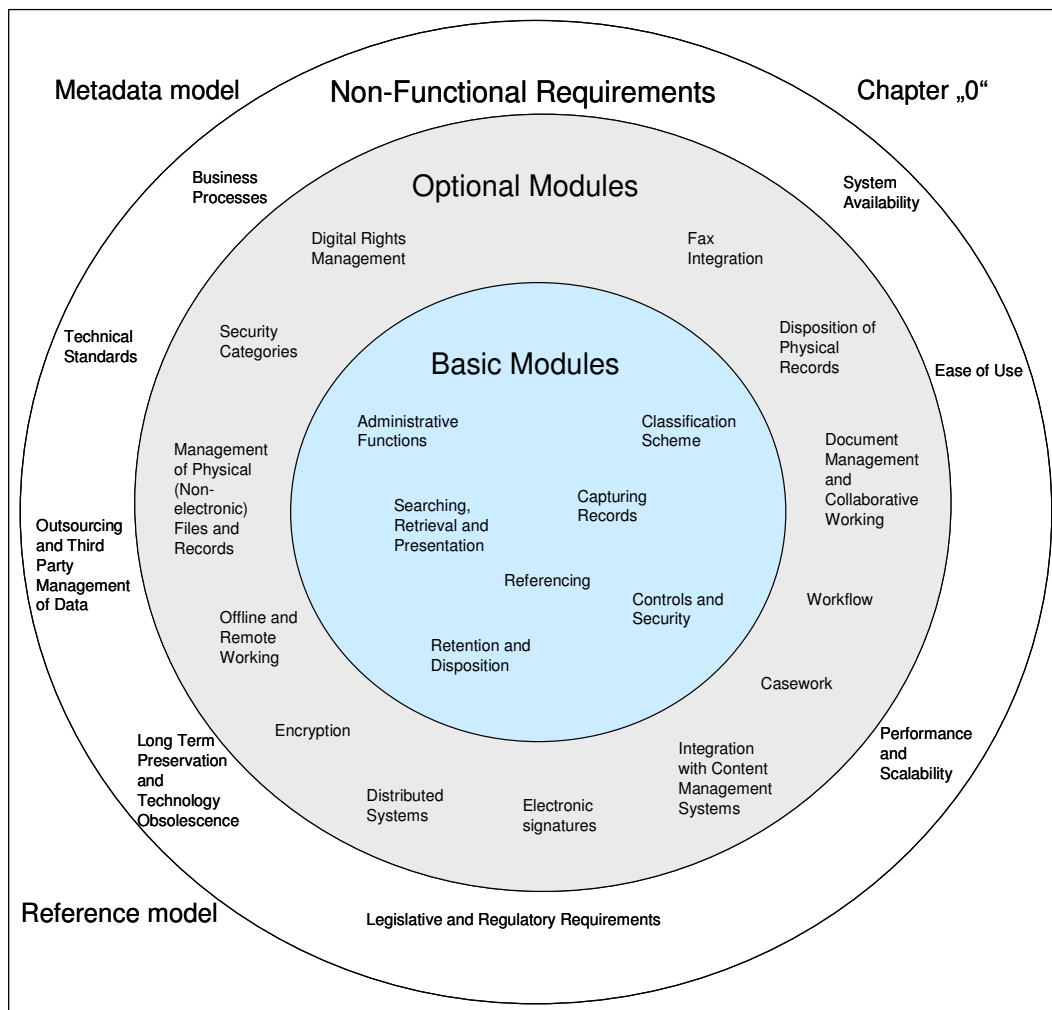 Metadata model
Non-Functional Requirements
Chapter „0“
Business
Processes
System
Availability
Optional Modules
Digital Rights
Management
Fax
Integration
Technical
Standards
Security
Categories
Disposition of
Physical
Records
Ease of Use
Basic Modules
Administrative
Functions
Classification
Scheme
Management
of Physical
(Non-
electronic)
Files and
Records
Document
Management
and
Collaborative
Working
Searching,
Retrieval and
Presentation
Capturing
Records
Outsourcing
and Third
Party
Management
of Data
Referencing
Controls and
Security
Workflow
Offline and
Remote
Working
Retention and
Disposition
Casework
Encryption
Long Term
Preservation
and
Technology
Obsolescence
Performance
and
Scalability
Integration
with Content
Management
Systems
Distributed
Systems
Electronic
signatures
Reference model
Legislative and Regulatory Requirements